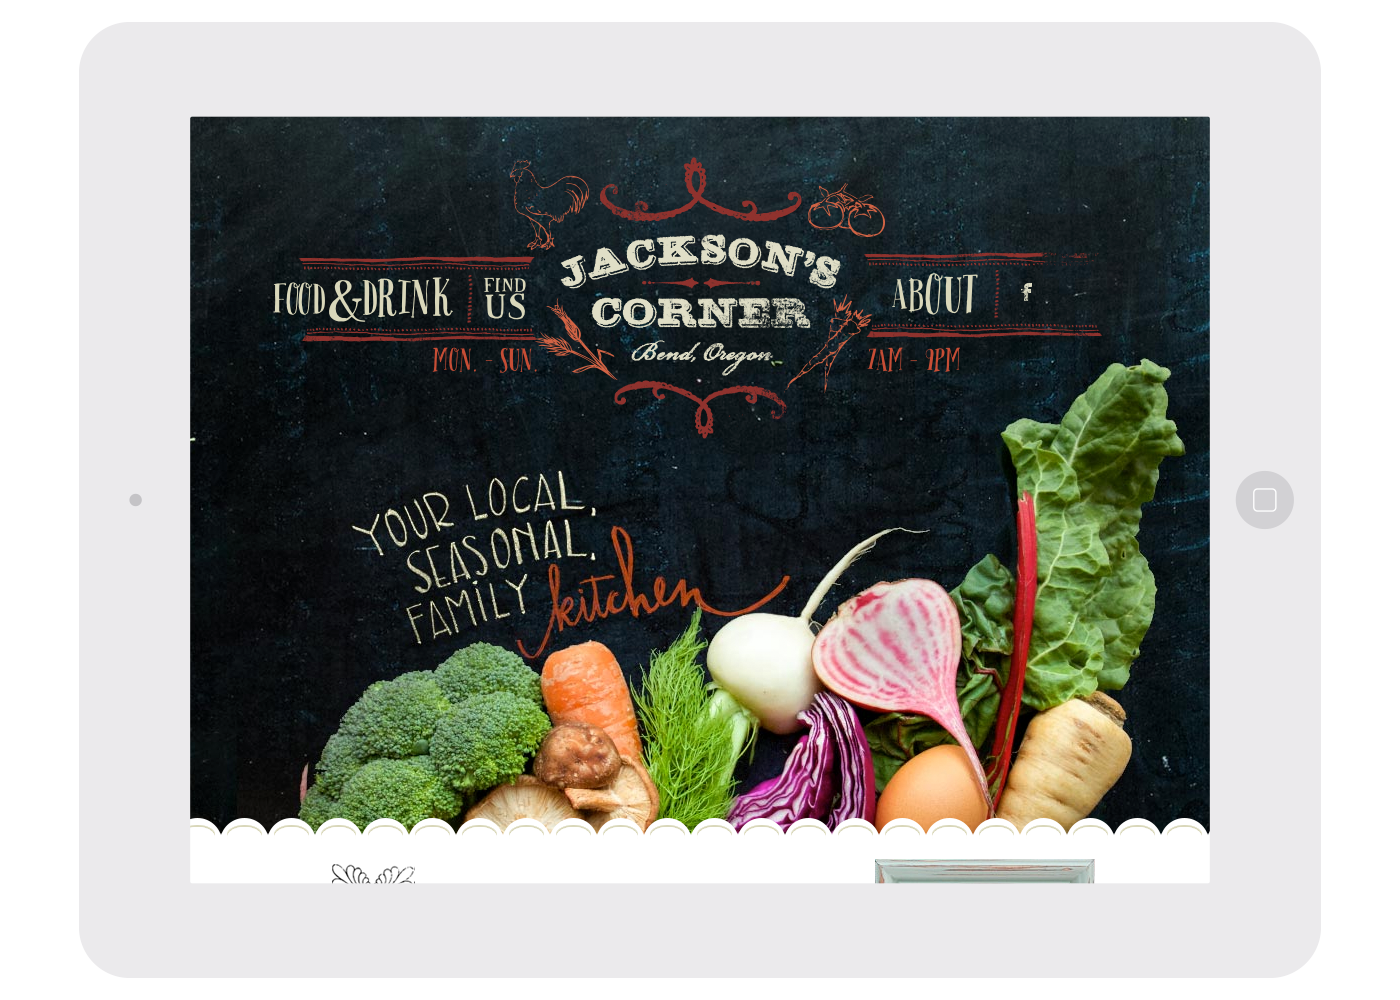 JACKSON'S
CORNER
Bend, Oregon
FOOD & DRINK
FIND
US
ABOUT
f
MON. - SUN.
7AM - 9PM
YOUR LOCAL,
SEASONAL,
FAMILY kitchen